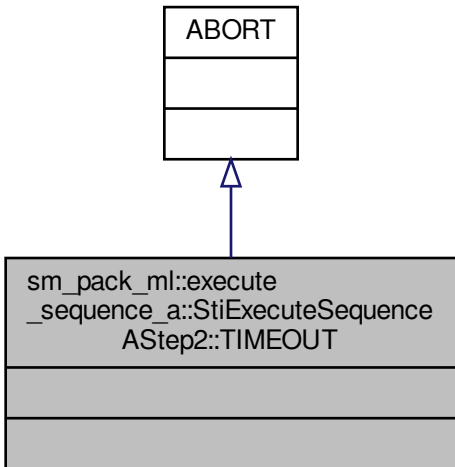 ABORT
sm_pack_ml::execute
_sequence_a::StiExecuteSequence
AStep2::TIMEOUT